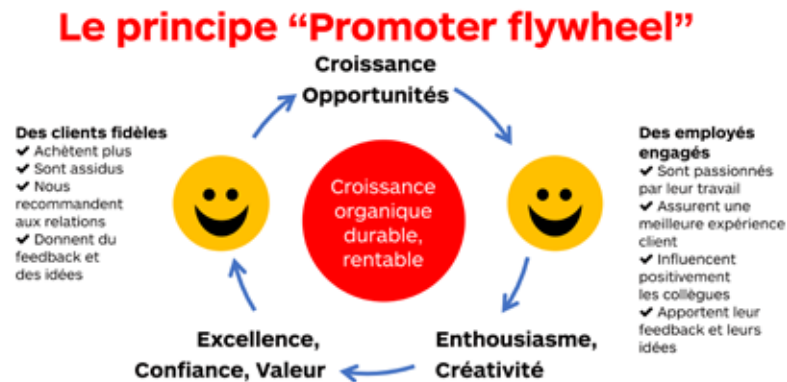 Le principe “Promoter flywheel”
Croissance
Opportunités
Des clients fidèles
✔ Achètent plus
✔ Sont assidus
✔ Nous
recommandent
aux relations
✔ Donnent du
feedback et
des idées
Croissance
organique
durable,
rentable
Des employés
engagés
✔ Sont passionnés
par leur travail
✔ Assurent une
meilleure expérience
client
✔ Influencent
positivement
les collègues
✔ Apportent leur
feedback et leurs
idées
Excellence,
Confiance, Valeur
Enthousiasme,
Créativité